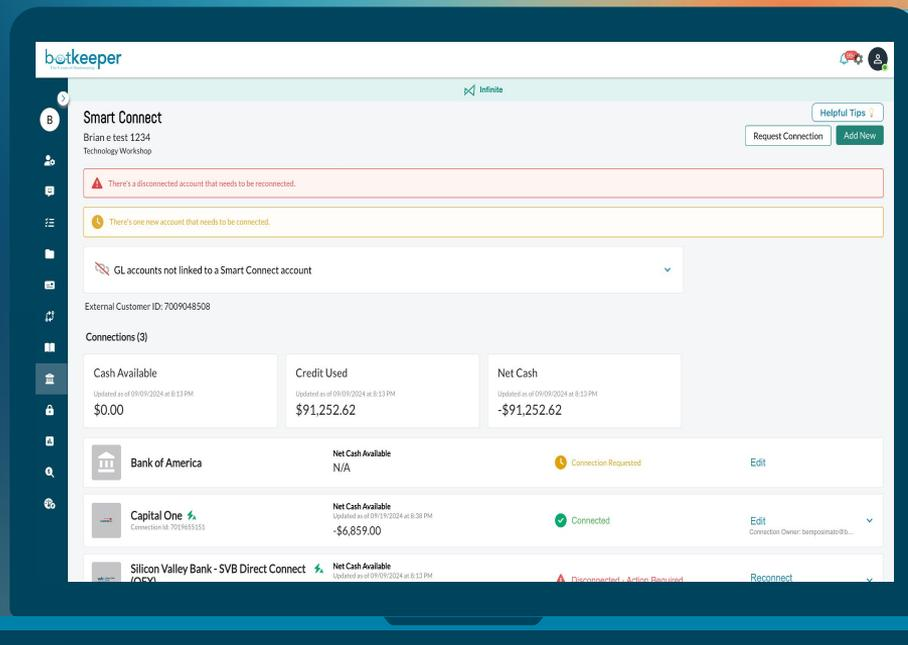 botkeeper
Infinite
B
Smart Connect
Helpful Tips
Brian e test 1234
Technology Workshop
Request Connection
Add New
There's a disconnected account that needs to be reconnected.
There's one new account that needs to be connected.
GL accounts not linked to a Smart Connect account
External Customer ID: 7009048508
Connections (3)
Cash Available
Updated as of 09/09/2024 at 8:13 PM
$0.00
Credit Used
Updated as of 09/09/2024 at 8:13 PM
$91,252.62
Net Cash
Updated as of 09/09/2024 at 8:13 PM
-$91,252.62
Bank of America
Net Cash Available
N/A
Connection Requested
Edit
Capital One
Connection Id: 7019655151
Net Cash Available
Updated as of 09/19/2024 at 8:38 PM
-$6,859.00
Connected
Edit
Connection Owner: bemposimato@b...
Silicon Valley Bank - SVB Direct Connect
(QFX)
Net Cash Available
Updated as of 09/09/2024 at 8:13 PM
Disconnected - Action Required
Reconnect